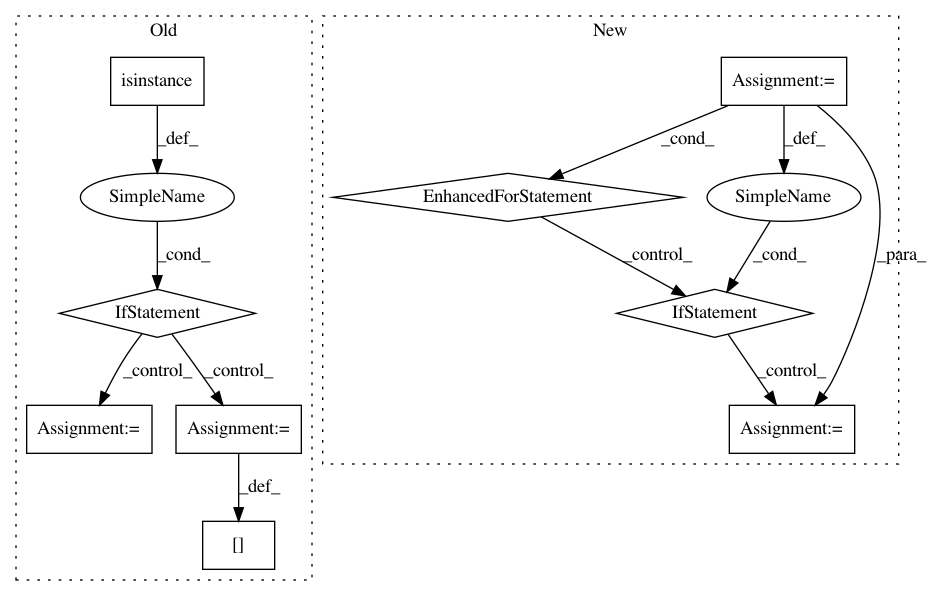 Old
New
isinstance
Assignment:=
_def_
_cond_
_def_
SimpleName
EnhancedForStatement
SimpleName
_cond_
_control_
_cond_
_para_
IfStatement
IfStatement
_control_
_control_
_control_
Assignment:=
Assignment:=
Assignment:=
_def_
[]